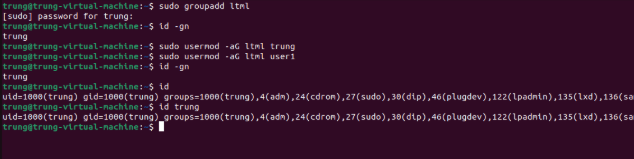 trung@trung-virtual-machine:~$ sudo groupadd ltml
[sudo] password for trung:
trung@trung-virtual-machine:~$ id -gn
trung
trung@trung-virtual-machine:~$ sudo usermod -aG ltml trung
trung@trung-virtual-machine:~$ sudo usermod -aG ltml user1
trung@trung-virtual-machine:~$ id -gn
trung
trung@trung-virtual-machine:~$ id
uid=1000(trung) gid=1000(trung) groups=1000(trung),4(adm),24(cdrom),27(sudo),30(dip),46(plugdev),122(lpadmin),135(lxd),136(sa
trung@trung-virtual-machine:~$ id trung
uid=1000(trung) gid=1000(trung) groups=1000(trung),4(adm),24(cdrom),27(sudo),30(dip),46(plugdev),122(lpadmin),135(lxd),136(sa
trung@trung-virtual-machine:~$